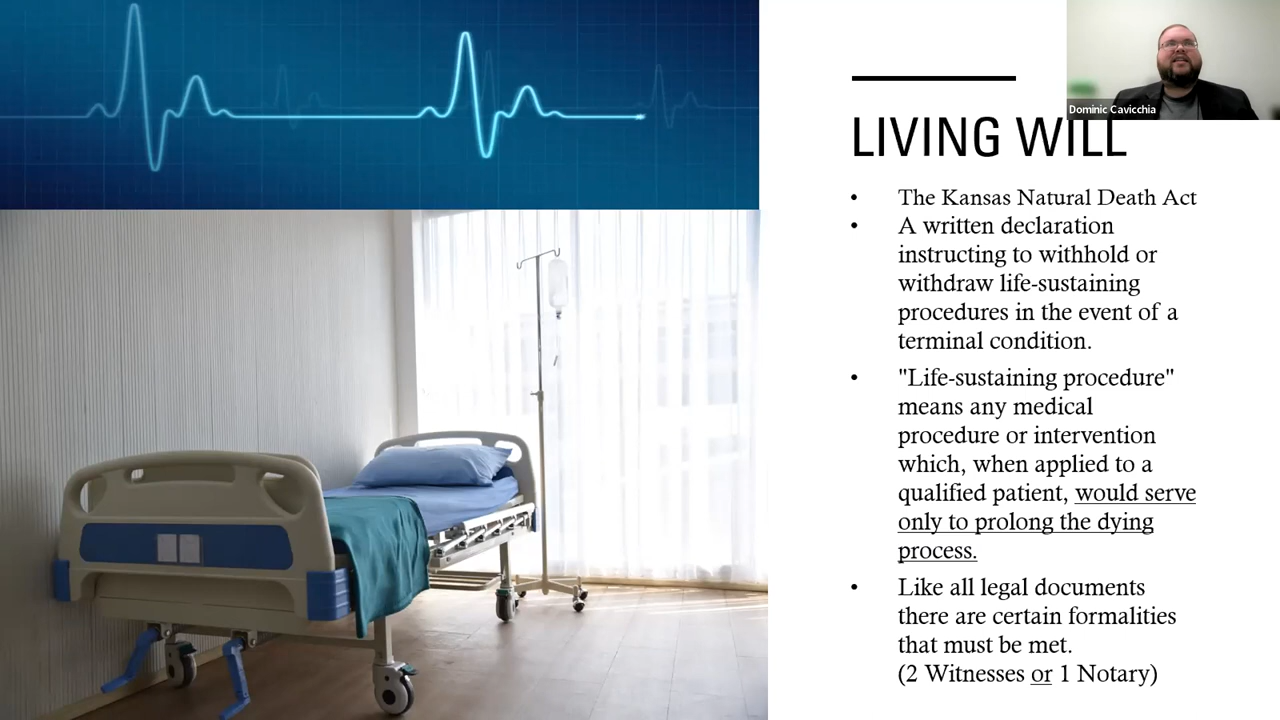 Dominic Cavicchia
LIVING WILL
• The Kansas Natural Death Act
• A written declaration
instructing to withhold or
withdraw life-sustaining
procedures in the event of a
terminal condition.
• "Life-sustaining procedure"
means any medical
procedure or intervention
which, when applied to a
qualified patient, would serve
only to prolong the dying
process.
• Like all legal documents
there are certain formalities
that must be met.
(2 Witnesses or 1 Notary)